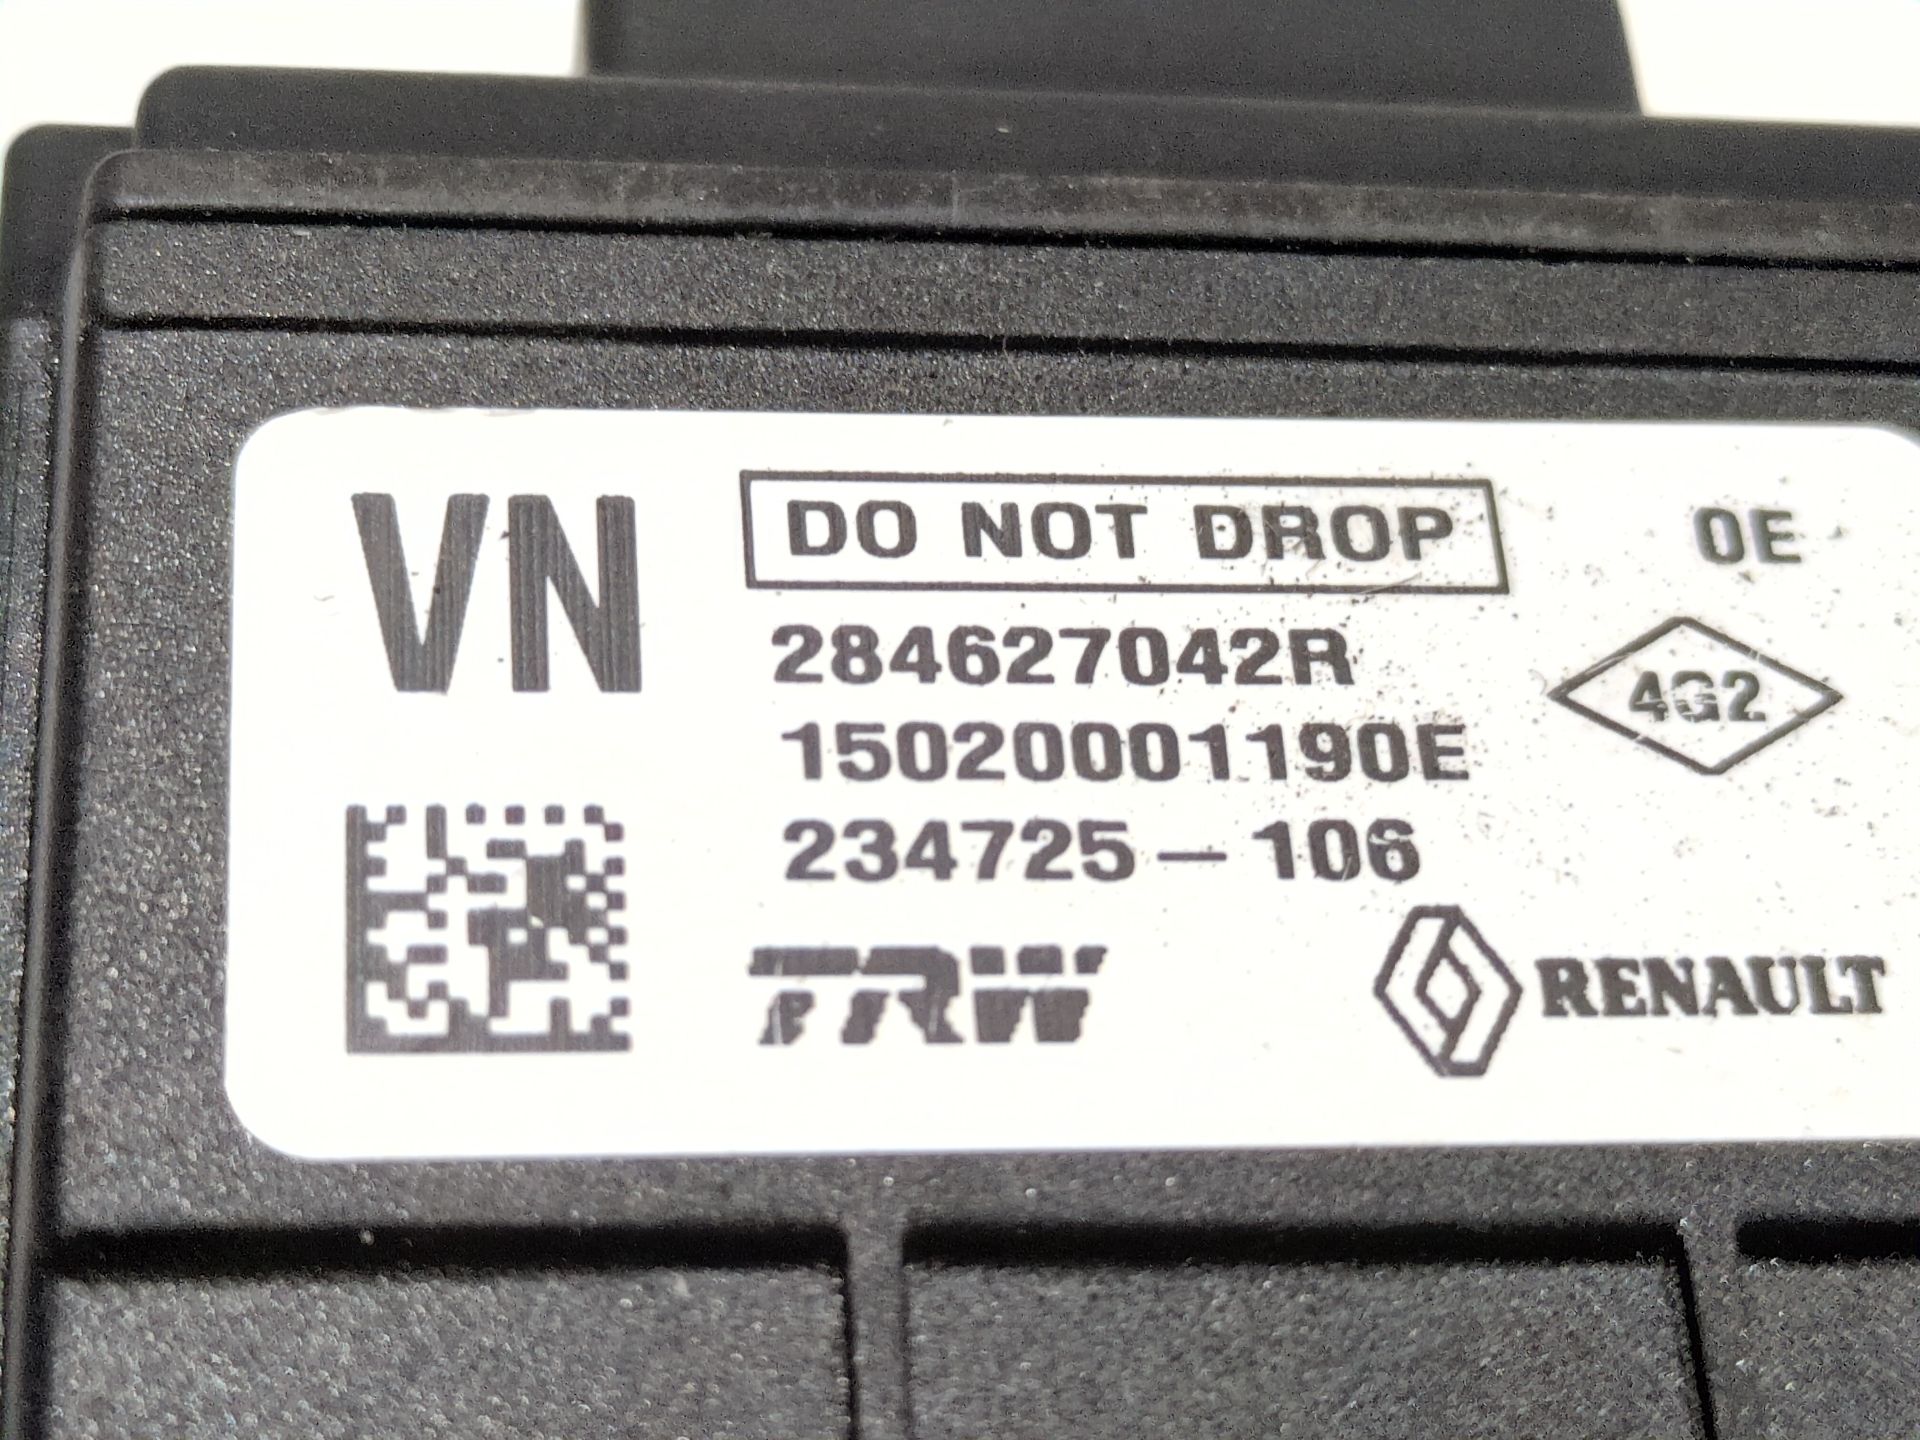 VN
DO NOT DROP
0E
284627042R
4G2
15020001190E
234725-106
TRW
RENAULT